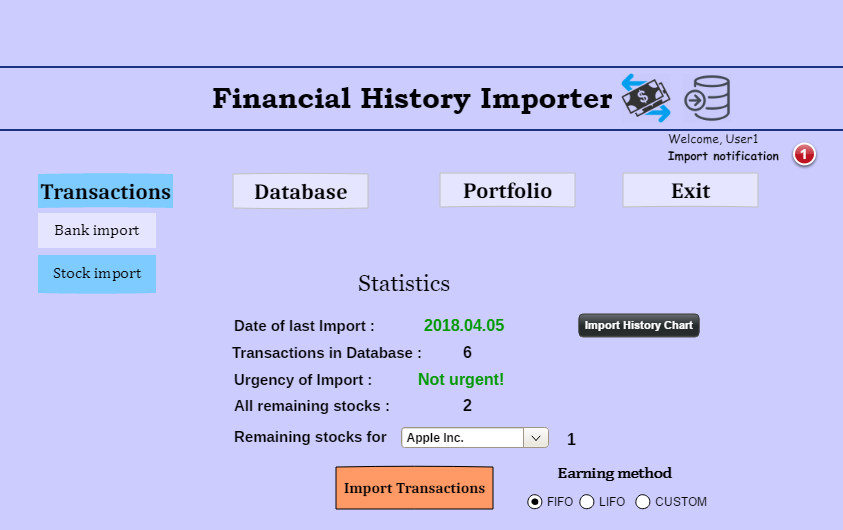 Financial History Importer
Welcome, User1
Import notification 1
Transactions Database Portfolio Exit
Bank import
Stock import
Statistics
Date of last Import : 2018.04.05 Import History Chart
Transactions in Database : 6
Urgency of Import : Not urgent!
All remaining stocks : 2
Remaining stocks for Apple Inc. 1
Import Transactions
Earning method
FIFO LIFO CUSTOM